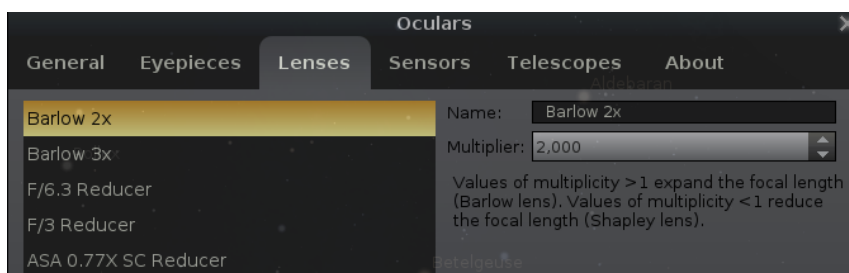 Oculars
General Eyepieces Lenses Sensors Telescopes About
Aldebaran
Barlow 2x
Barlow 3x
F/6.3 Reducer
F/3 Reducer
ASA 0.77X SC Reducer
Name: Barlow 2x
Multiplier: 2,000
Values of multiplicity >1 expand the focal length
(Barlow lens). Values of multiplicity <1 reduce
the focal length (Shapley lens).
Betelgeuse